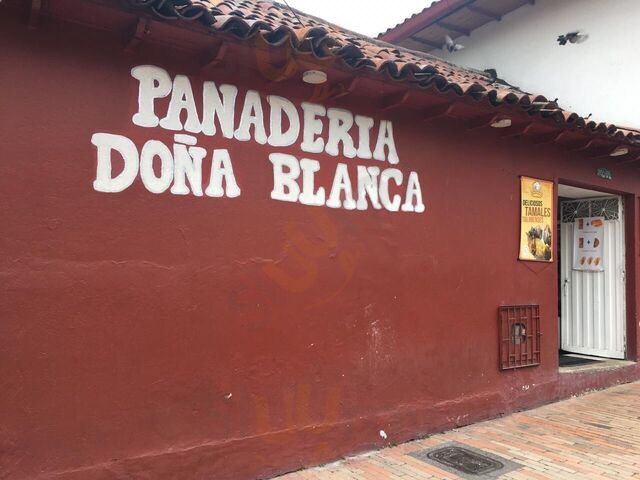 PANADERIA
DOÑA BLANCA
DELICIOSOS
TAMALES